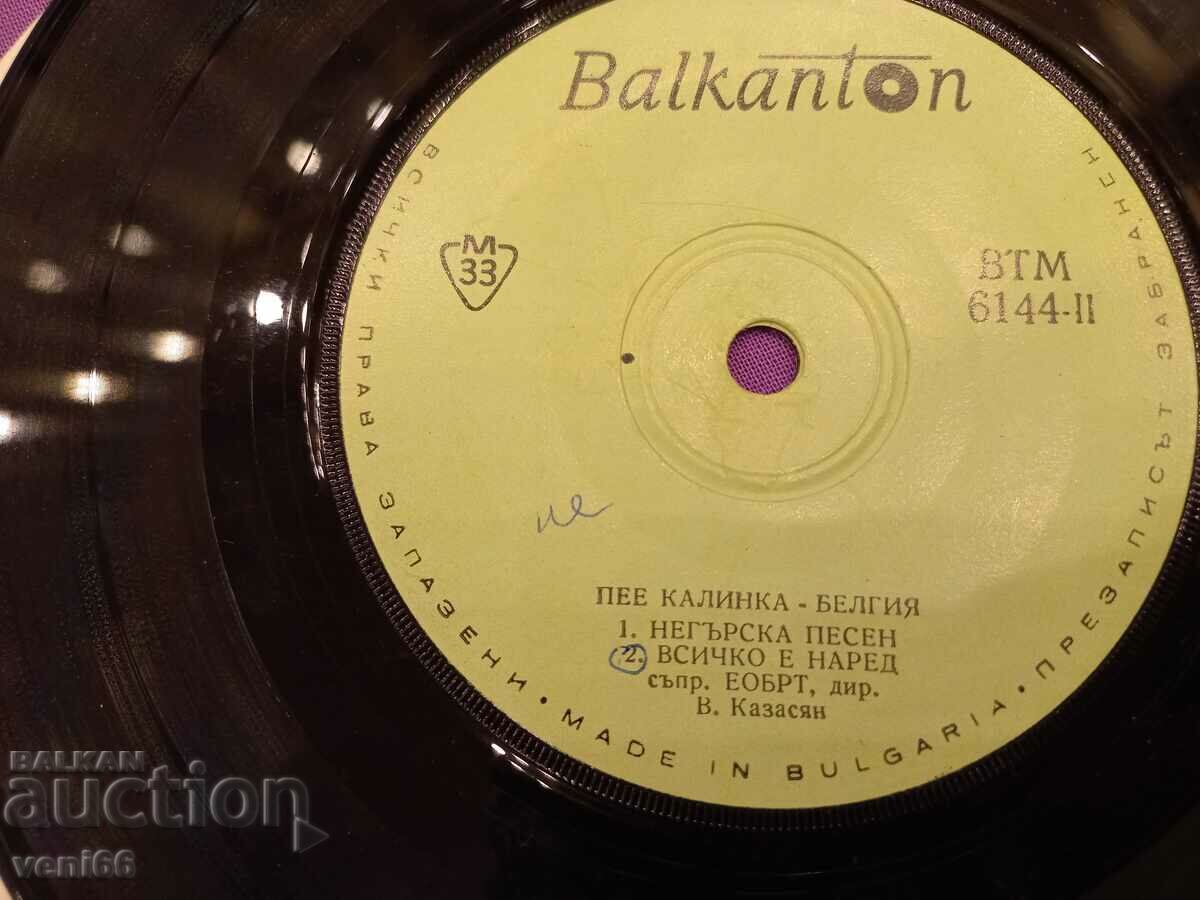 Balkanton
M
33
ВТМ
6144-II
ПЕЕ КАЛИНКА - БЕЛГИЯ
1. НЕГЪРСКА ПЕСЕН
2. ВСИЧКО Е НАРЕД
съпр. ЕОБРТ, дир.
В. Казасян
ВСИЧКИ ПРАВА ЗАПАЗЕНИ • MADE IN BULGARIA • ПРЕЗАПИСЪТ ЗАБРАНЕН
BALKAN
auction
veni66